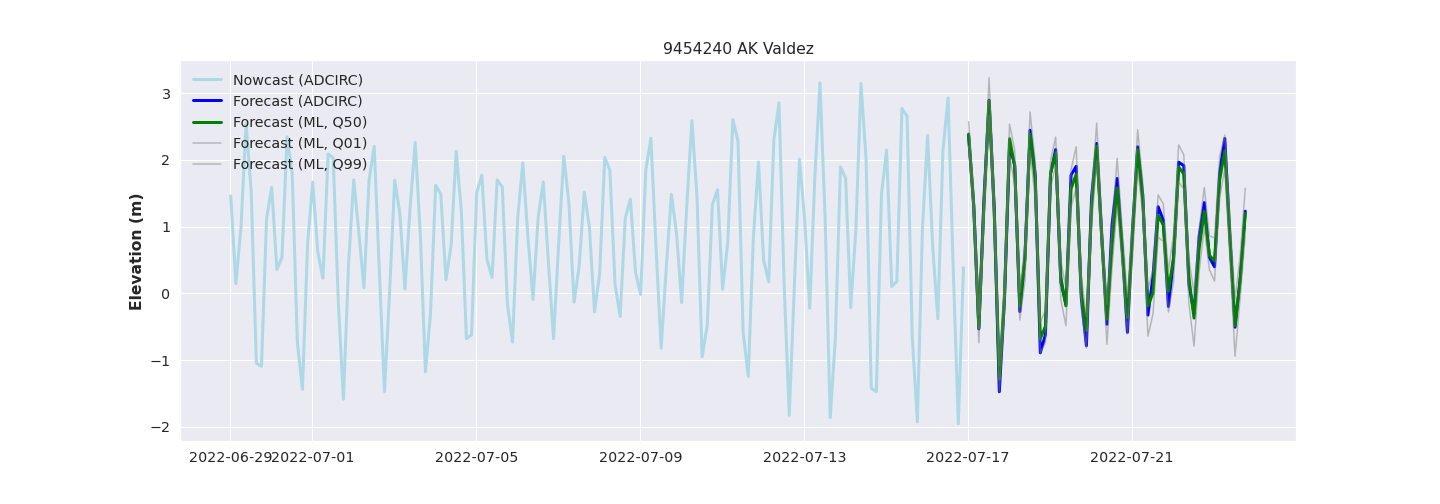 9454240 AK Valdez
Nowcast (ADCIRC)
Forecast (ADCIRC)
Forecast (ML, Q50)
Forecast (ML, Q01)
Forecast (ML, Q99)
Elevation (m)
3
2
1
0
−1
−2
2022-06-29
2022-07-01
2022-07-05
2022-07-09
2022-07-13
2022-07-17
2022-07-21